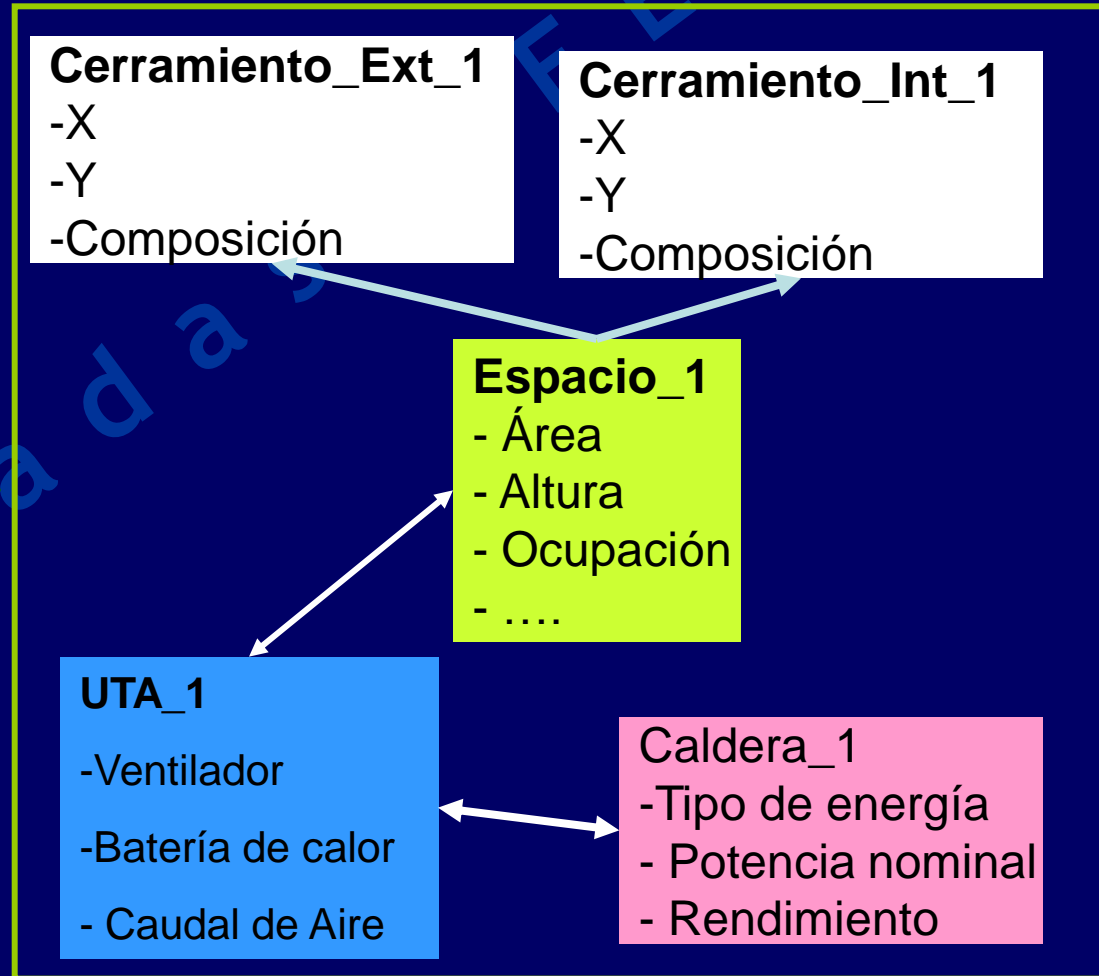 Cerramiento_Ext_1
-X
-Y
-Composición
Cerramiento_Int_1
-X
-Y
-Composición
Espacio_1
- Área
- Altura
- Ocupación
- ….
UTA_1
-Ventilador
-Batería de calor
- Caudal de Aire
Caldera_1
-Tipo de energía
- Potencia nominal
- Rendimiento